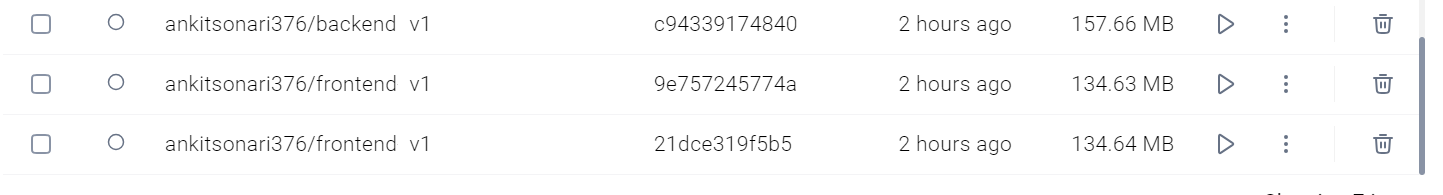 ankitsonari376/backend v1 c94339174840 2 hours ago 157.66 MB
ankitsonari376/frontend v1 9e757245774a 2 hours ago 134.63 MB
ankitsonari376/frontend v1 21dce319f5b5 2 hours ago 134.64 MB